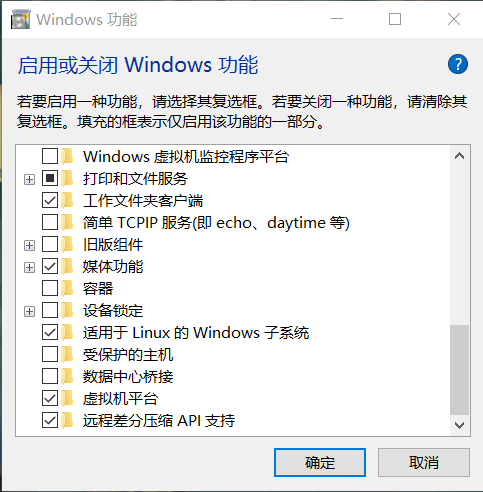 Windows 功能
启用或关闭 Windows 功能
?
若要启用一种功能，请选择其复选框。若要关闭一种功能，请清除其
复选框。填充的框表示仅启用该功能的一部分。
Windows 虚拟机监控程序平台
打印和文件服务
工作文件夹客户端
简单 TCPIP 服务(即 echo、daytime 等)
旧版组件
媒体功能
容器
设备锁定
适用于 Linux 的 Windows 子系统
受保护的主机
数据中心桥接
虚拟机平台
远程差分压缩 API 支持
确定
取消